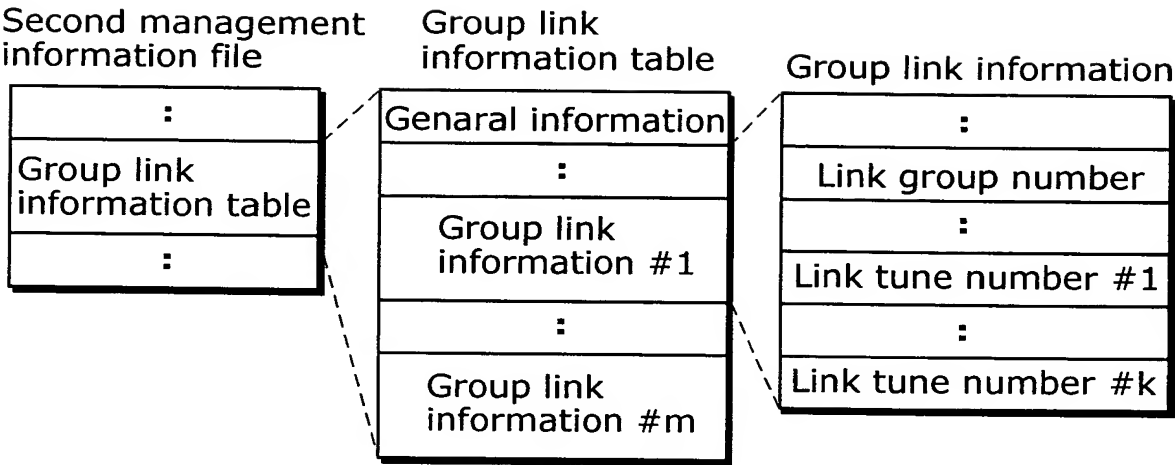 Second management
information file
:
Group link
information table
:
Group link
information table
Genaral information
:
Group link
information #1
:
Group link
information #m
Group link information
:
Link group number
:
Link tune number #1
:
Link tune number #k